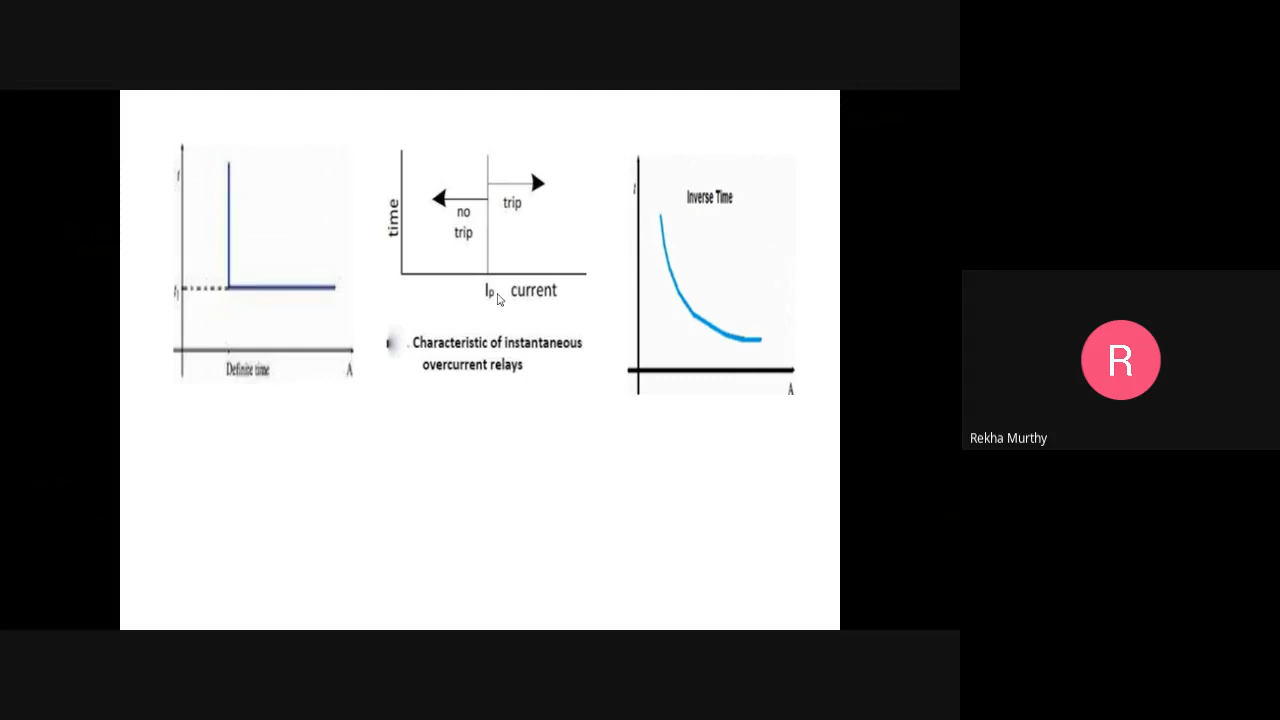 t
t₁
Definite time
A
time
no
trip
trip
Ip
current
Characteristic of instantaneous
overcurrent relays
t
Inverse Time
A
R
Rekha Murthy